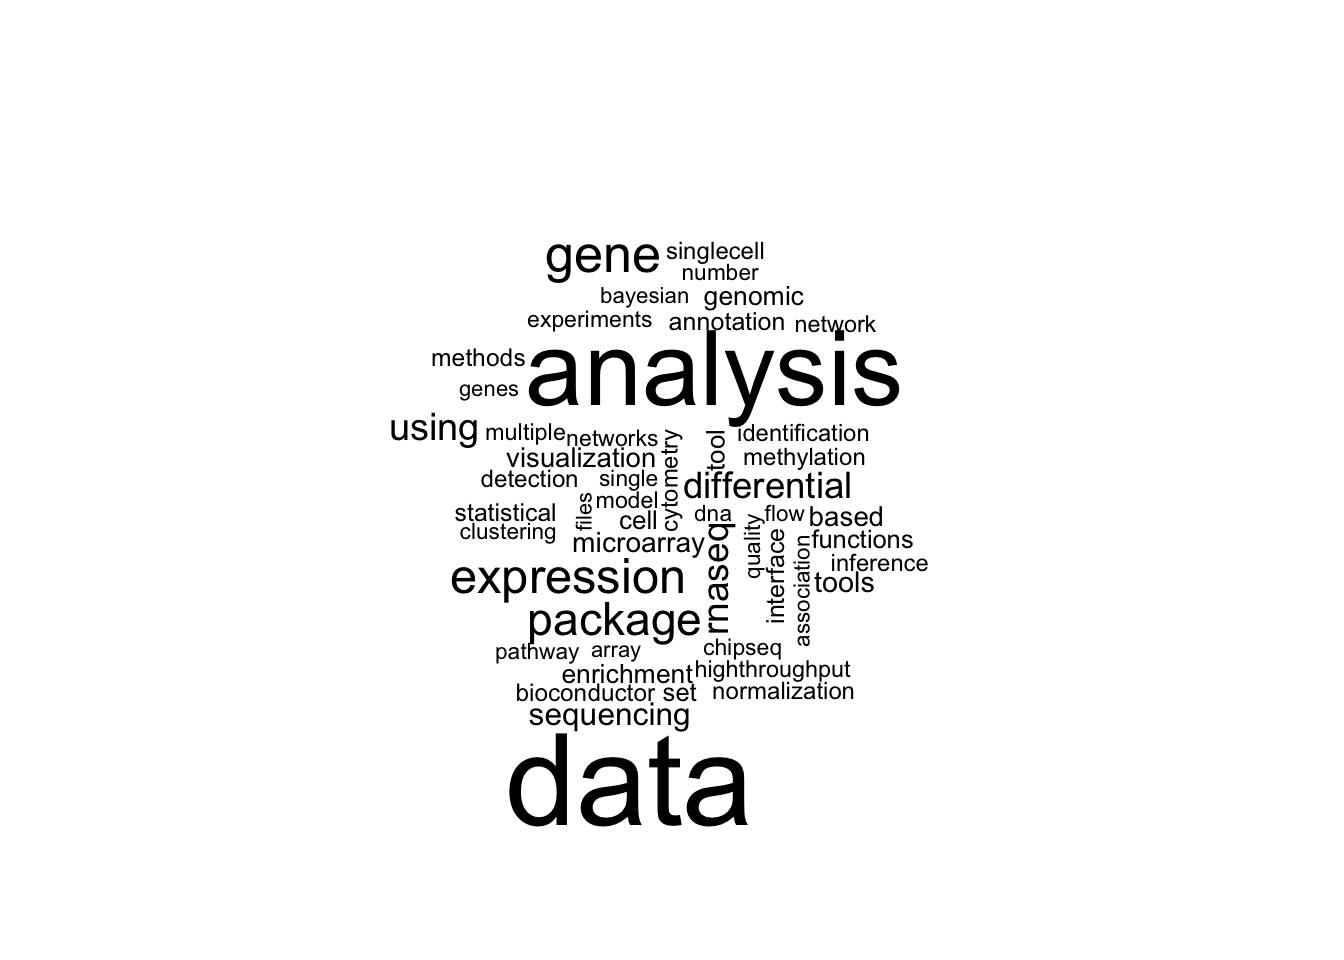 gene singlecell
number
bayesian genomic
experiments annotation network
methods analysis
genes
using multiple networks cytometry tool identification
visualization methylation
detection single differential
files model
statistical cell dna flow based
clustering rnaseq quality interface association functions
microarray
inference
expression tools
package
pathway array chipseq
enrichment highthroughput
bioconductor set normalization
sequencing
data